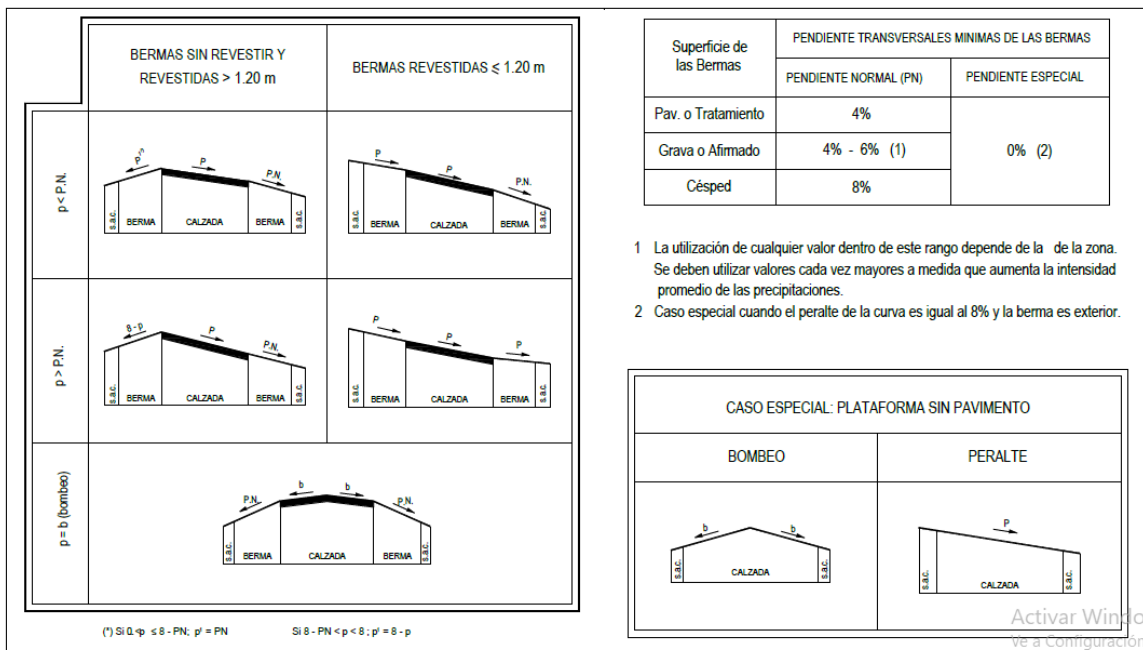 BERMAS SIN REVESTIR Y
REVESTIDAS > 1.20 m
BERMAS REVESTIDAS ⩽ 1.20 m
p < P.N.
P
P.N.
s.a.c.
BERMA
CALZADA
BERMA
s.a.c.
P
P
P.N.
s.a.c.
BERMA
CALZADA
BERMA
s.a.c.
p > P.N.
8 - p
P
P.N.
s.a.c.
BERMA
CALZADA
BERMA
s.a.c.
P
P
P
s.a.c.
BERMA
CALZADA
BERMA
s.a.c.
p = b (bombeo)
P.N.
b
b
P.N.
s.a.c.
BERMA
CALZADA
BERMA
s.a.c.
(*) Si 0 <p ≤ 8 - PN; p' = PN
Si 8 - PN < p < 8 ; p' = 8 - p
Superficie de
las Bermas
PENDIENTE TRANSVERSALES MINIMAS DE LAS BERMAS
PENDIENTE NORMAL (PN)
PENDIENTE ESPECIAL
Pav. o Tratamiento
4%
Grava o Afirmado
4% - 6% (1)
0% (2)
Césped
8%
1 La utilización de cualquier valor dentro de este rango depende de la de la zona.
Se deben utilizar valores cada vez mayores a medida que aumenta la intensidad
promedio de las precipitaciones.
2 Caso especial cuando el peralte de la curva es igual al 8% y la berma es exterior.
CASO ESPECIAL: PLATAFORMA SIN PAVIMENTO
BOMBEO
PERALTE
b
b
s.a.c.
CALZADA
s.a.c.
P
s.a.c.
CALZADA
s.a.c.
Activar Windo
Ve a Configuración